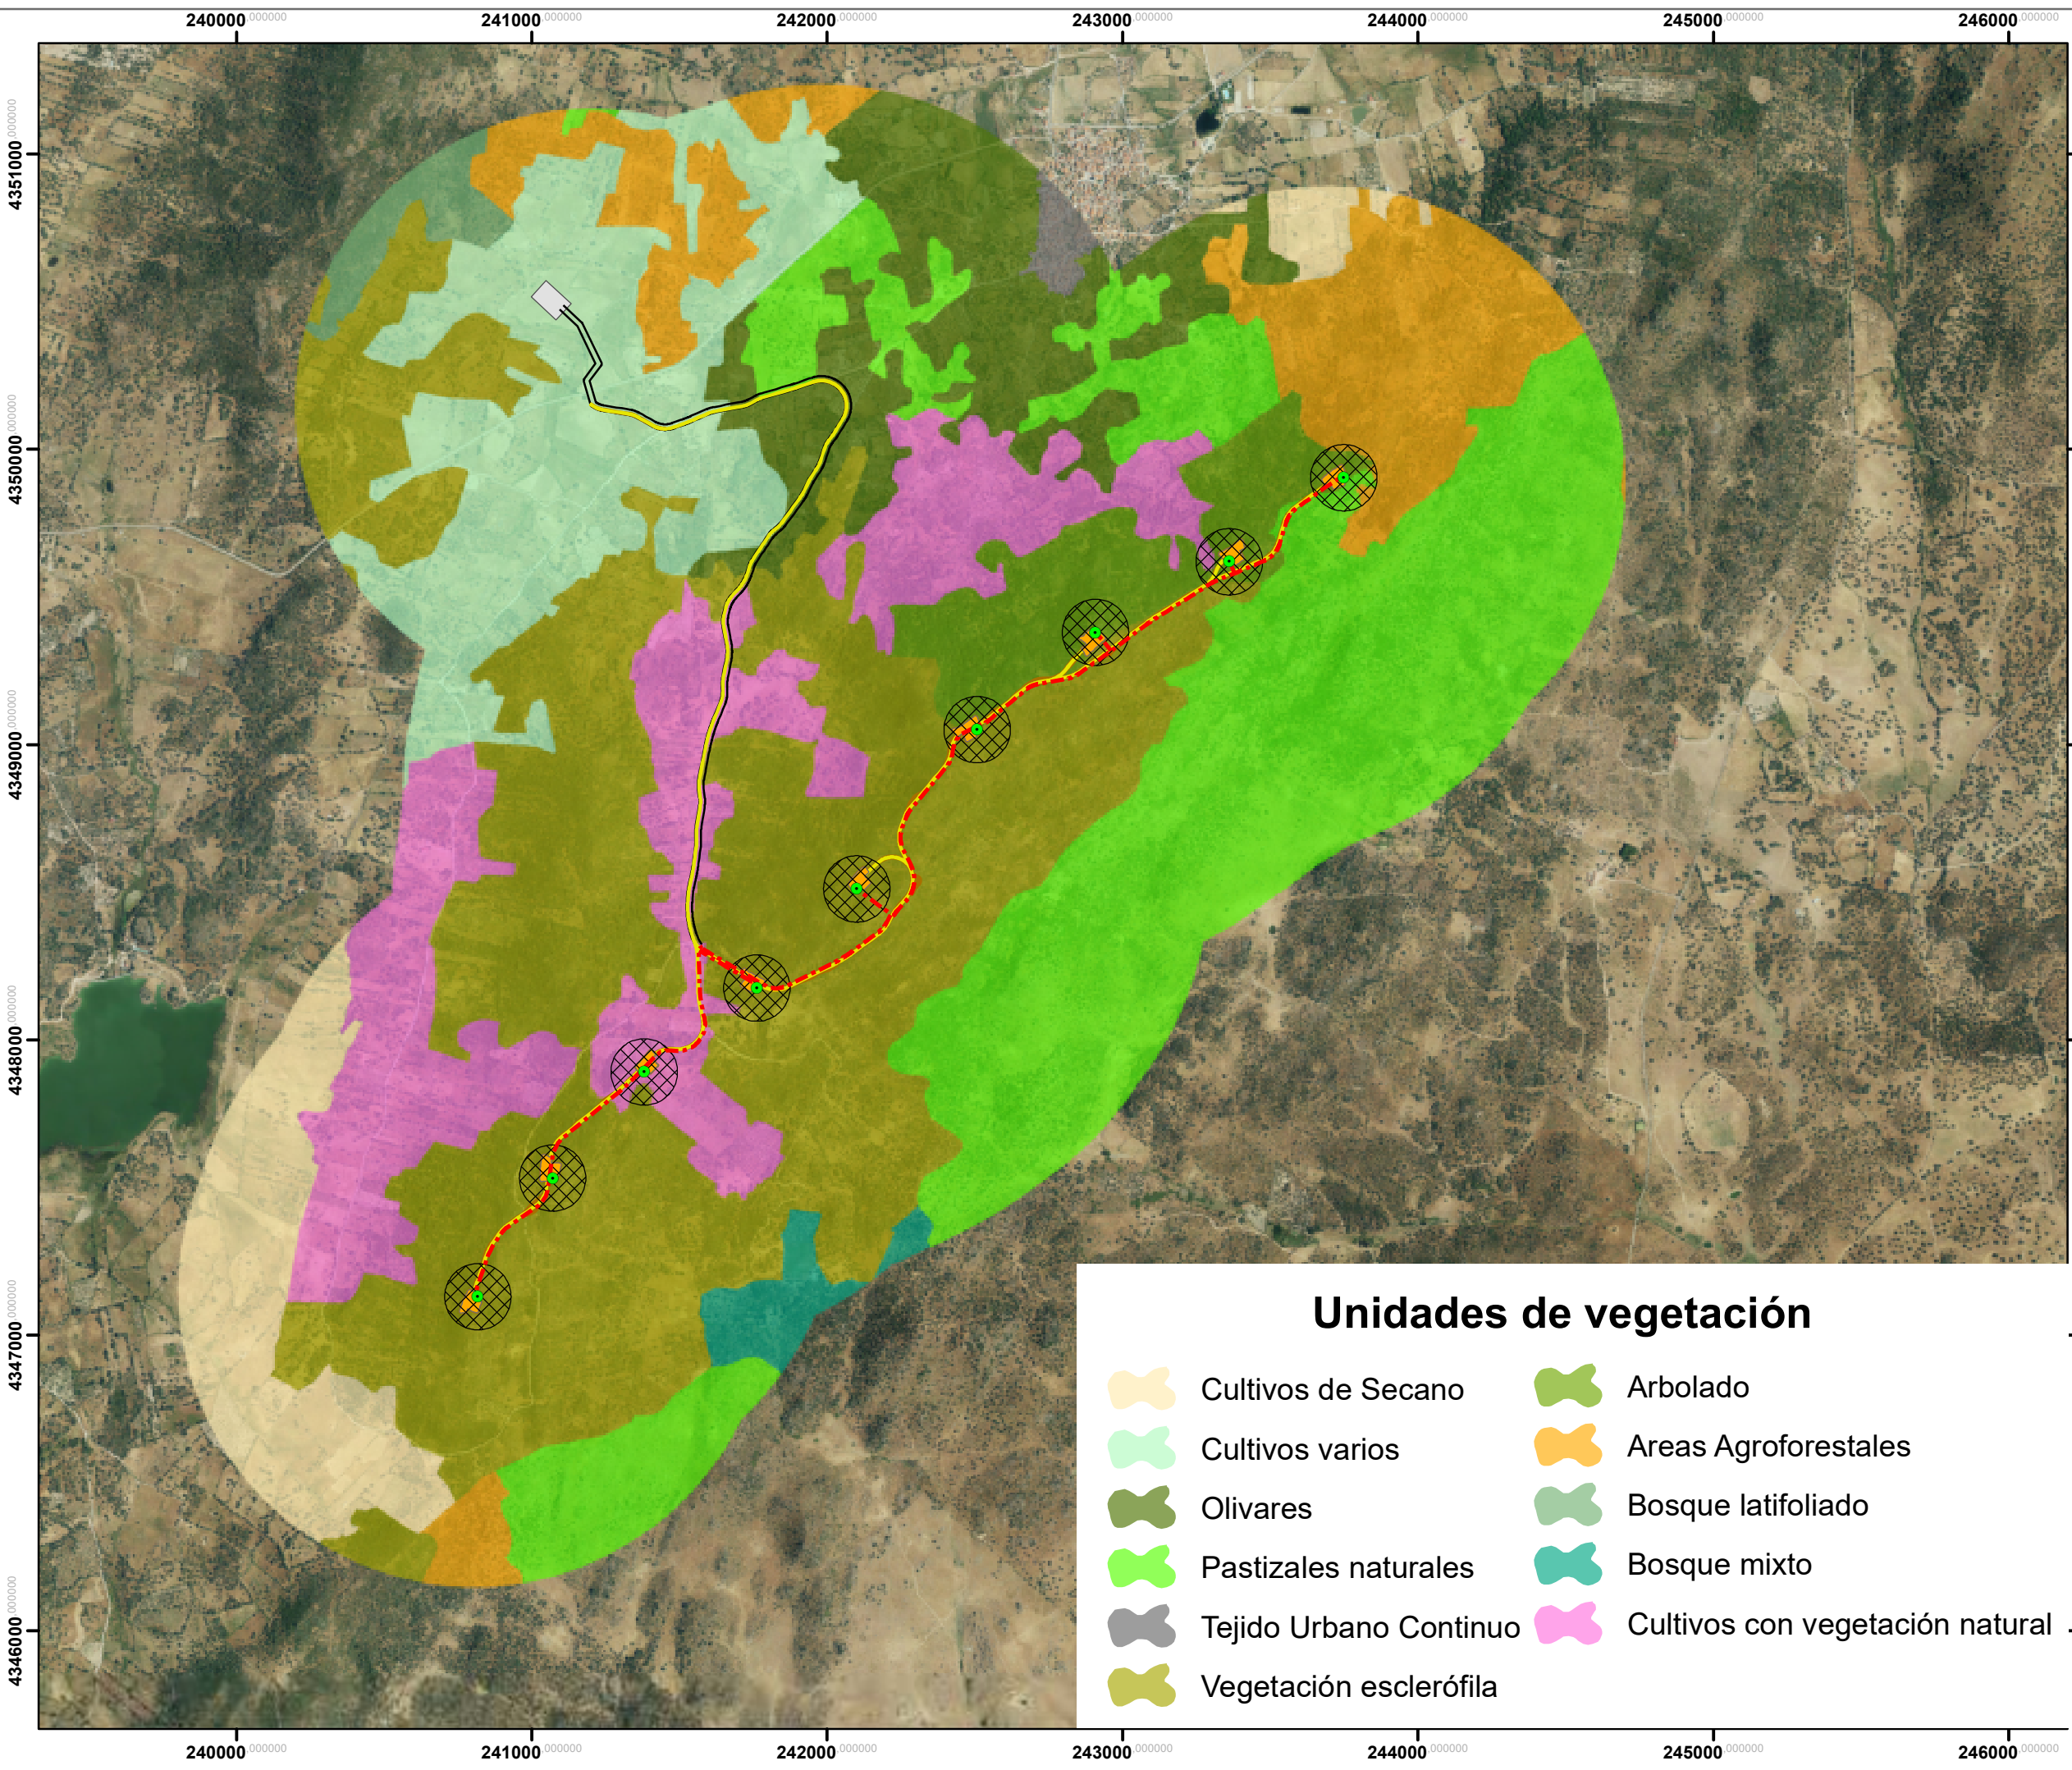 240000,000000 241000,000000 242000,000000 243000,000000 244000,000000 245000,000000 246000,000000
4351000,000000
4350000,000000
4349000,000000
4348000,000000
4347000,000000
4346000,000000
Unidades de vegetación
Cultivos de Secano
Cultivos varios
Olivares
Pastizales naturales
Tejido Urbano Continuo
Vegetación esclerófila
Arbolado
Areas Agroforestales
Bosque latifoliado
Bosque mixto
Cultivos con vegetación natural
240000,000000 241000,000000 242000,000000 243000,000000 244000,000000 245000,000000 246000,000000